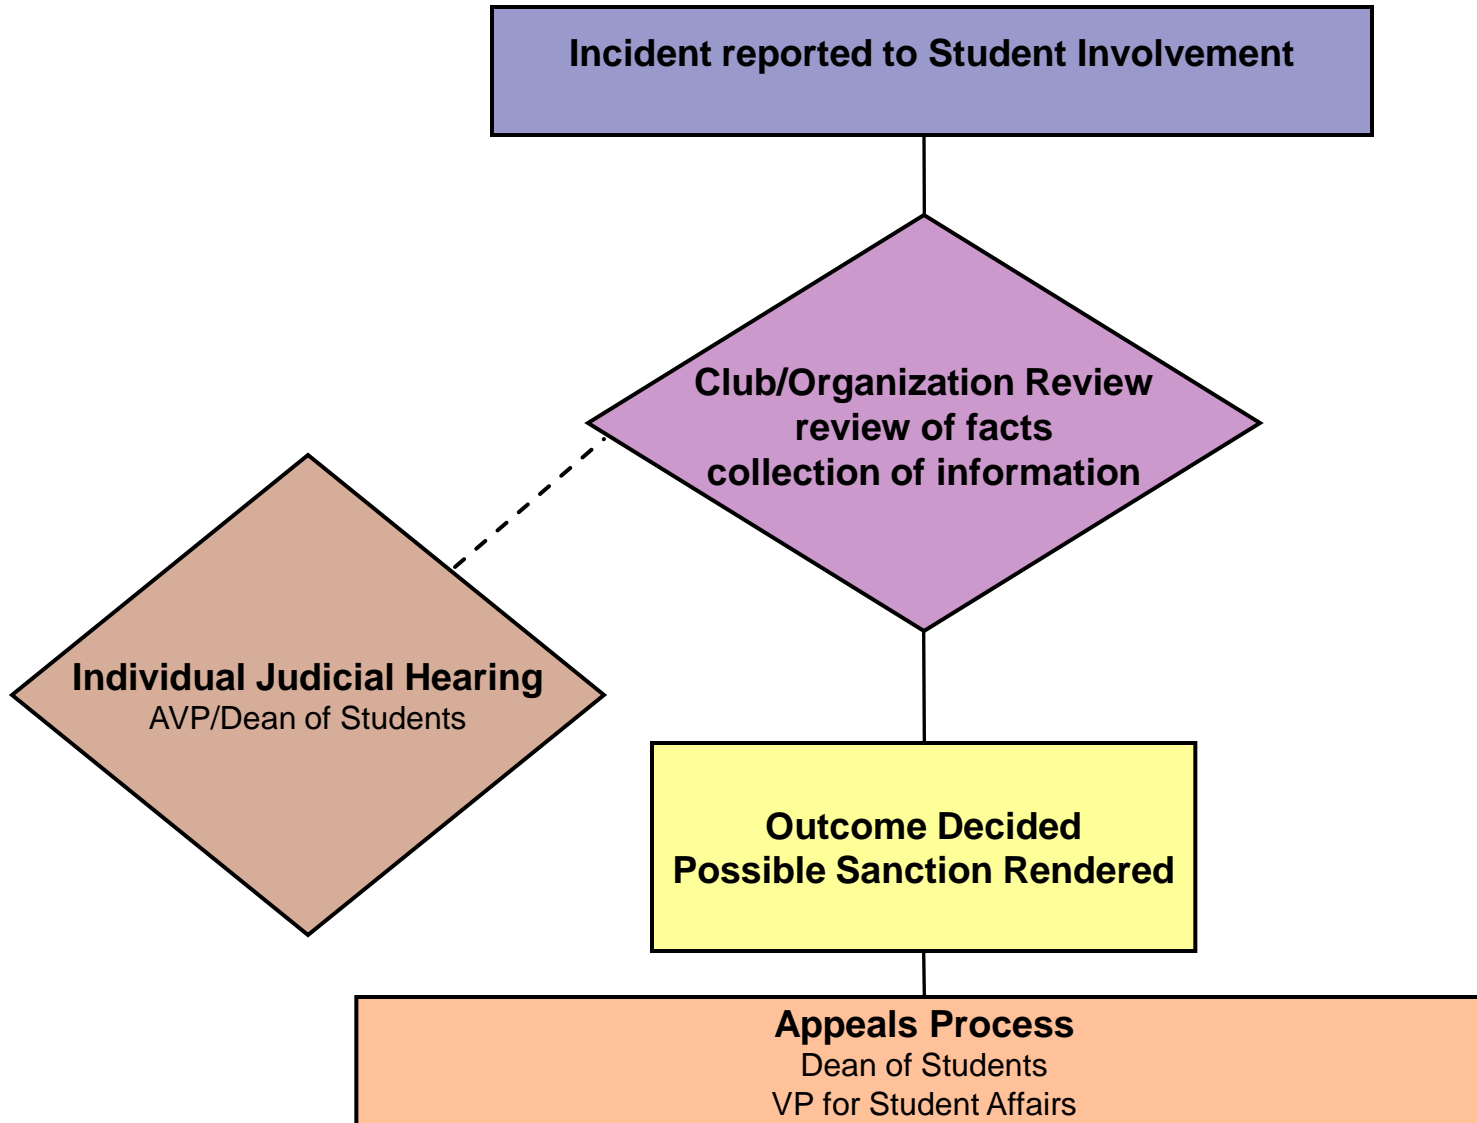 Incident reported to Student Involvement
Club/Organization Review
review of facts
collection of information
Individual Judicial Hearing
AVP/Dean of Students
Outcome Decided
Possible Sanction Rendered
Appeals Process
Dean of Students
VP for Student Affairs